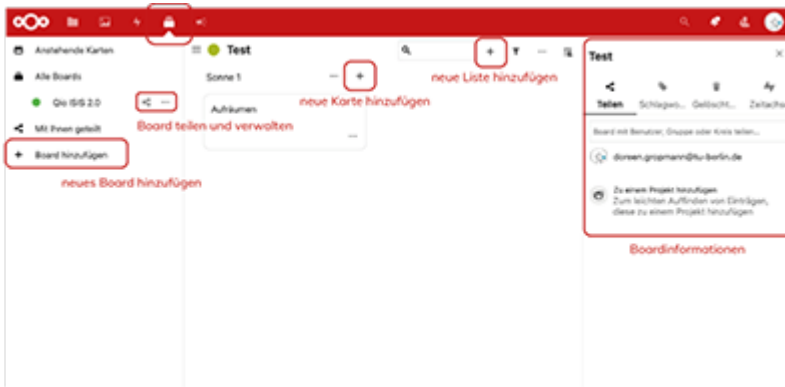 Anstehende Karten
Alle Boards
Qio ISIS 2.0
Mit Ihnen geteilt
Board hinzufügen
neues Board hinzufügen
Board teilen und verwalten
Test
Sonne 1
Aufräumen
neue Karte hinzufügen
neue Liste hinzufügen
Test
Teilen Schlagwo... Gelöscht... Zeitachse
Board mit Benutzer, Gruppe oder Kreis teilen...
doreen.gropmann@tu-berlin.de
Zu einem Projekt hinzufügen
Zum leichten Auffinden von Einträgen,
diese zu einem Projekt hinzufügen
Boardinformationen